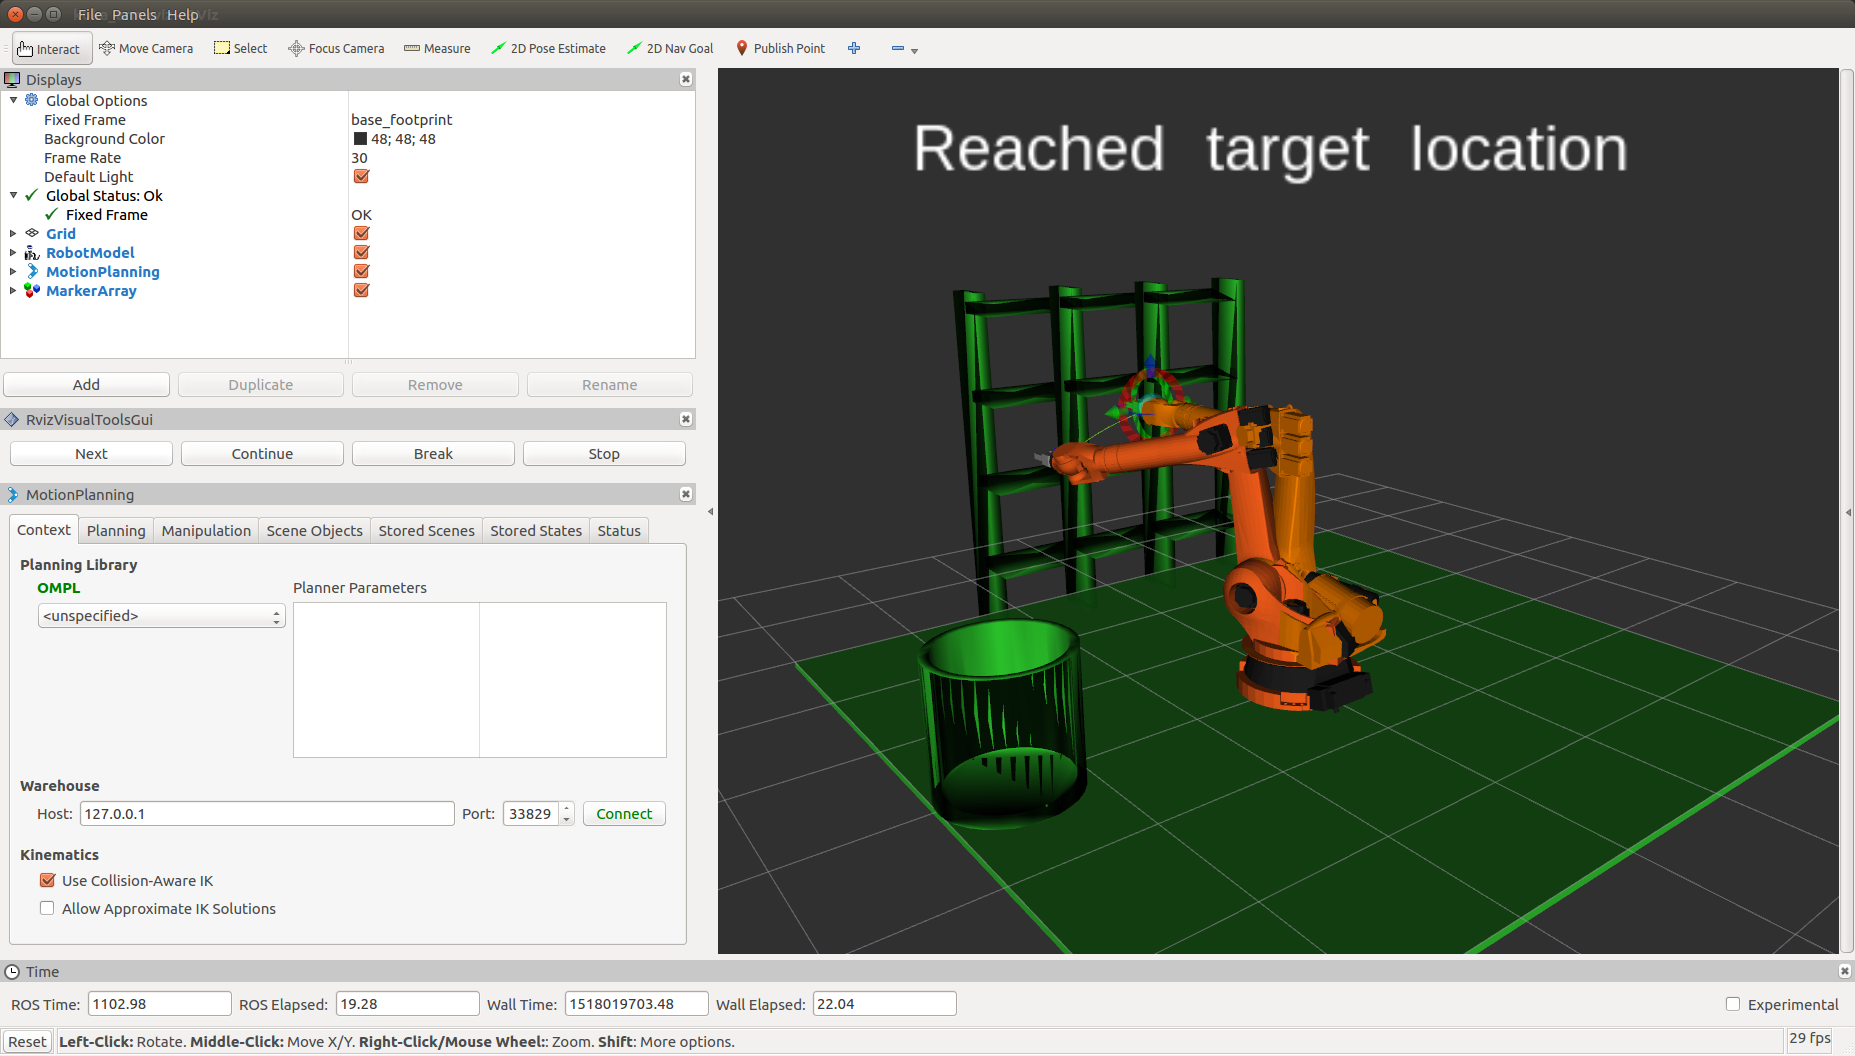 File Panels Help
Interact Move Camera Select Focus Camera Measure 2D Pose Estimate 2D Nav Goal Publish Point
Displays
Global Options
Fixed Frame base_footprint
Background Color 48; 48; 48
Frame Rate 30
Default Light
Global Status: Ok
Fixed Frame OK
Grid
RobotModel
MotionPlanning
MarkerArray
Add Duplicate Remove Rename
RvizVisualToolsGui
Next Continue Break Stop
MotionPlanning
Context Planning Manipulation Scene Objects Stored Scenes Stored States Status
Planning Library
OMPL Planner Parameters
<unspecified>
Warehouse
Host: 127.0.0.1 Port: 33829 Connect
Kinematics
Use Collision-Aware IK
Allow Approximate IK Solutions
Reached target location
Time
ROS Time: 1102.98 ROS Elapsed: 19.28 Wall Time: 1518019703.48 Wall Elapsed: 22.04 Experimental
Reset Left-Click: Rotate. Middle-Click: Move X/Y. Right-Click/Mouse Wheel:: Zoom. Shift: More options. 29 fps